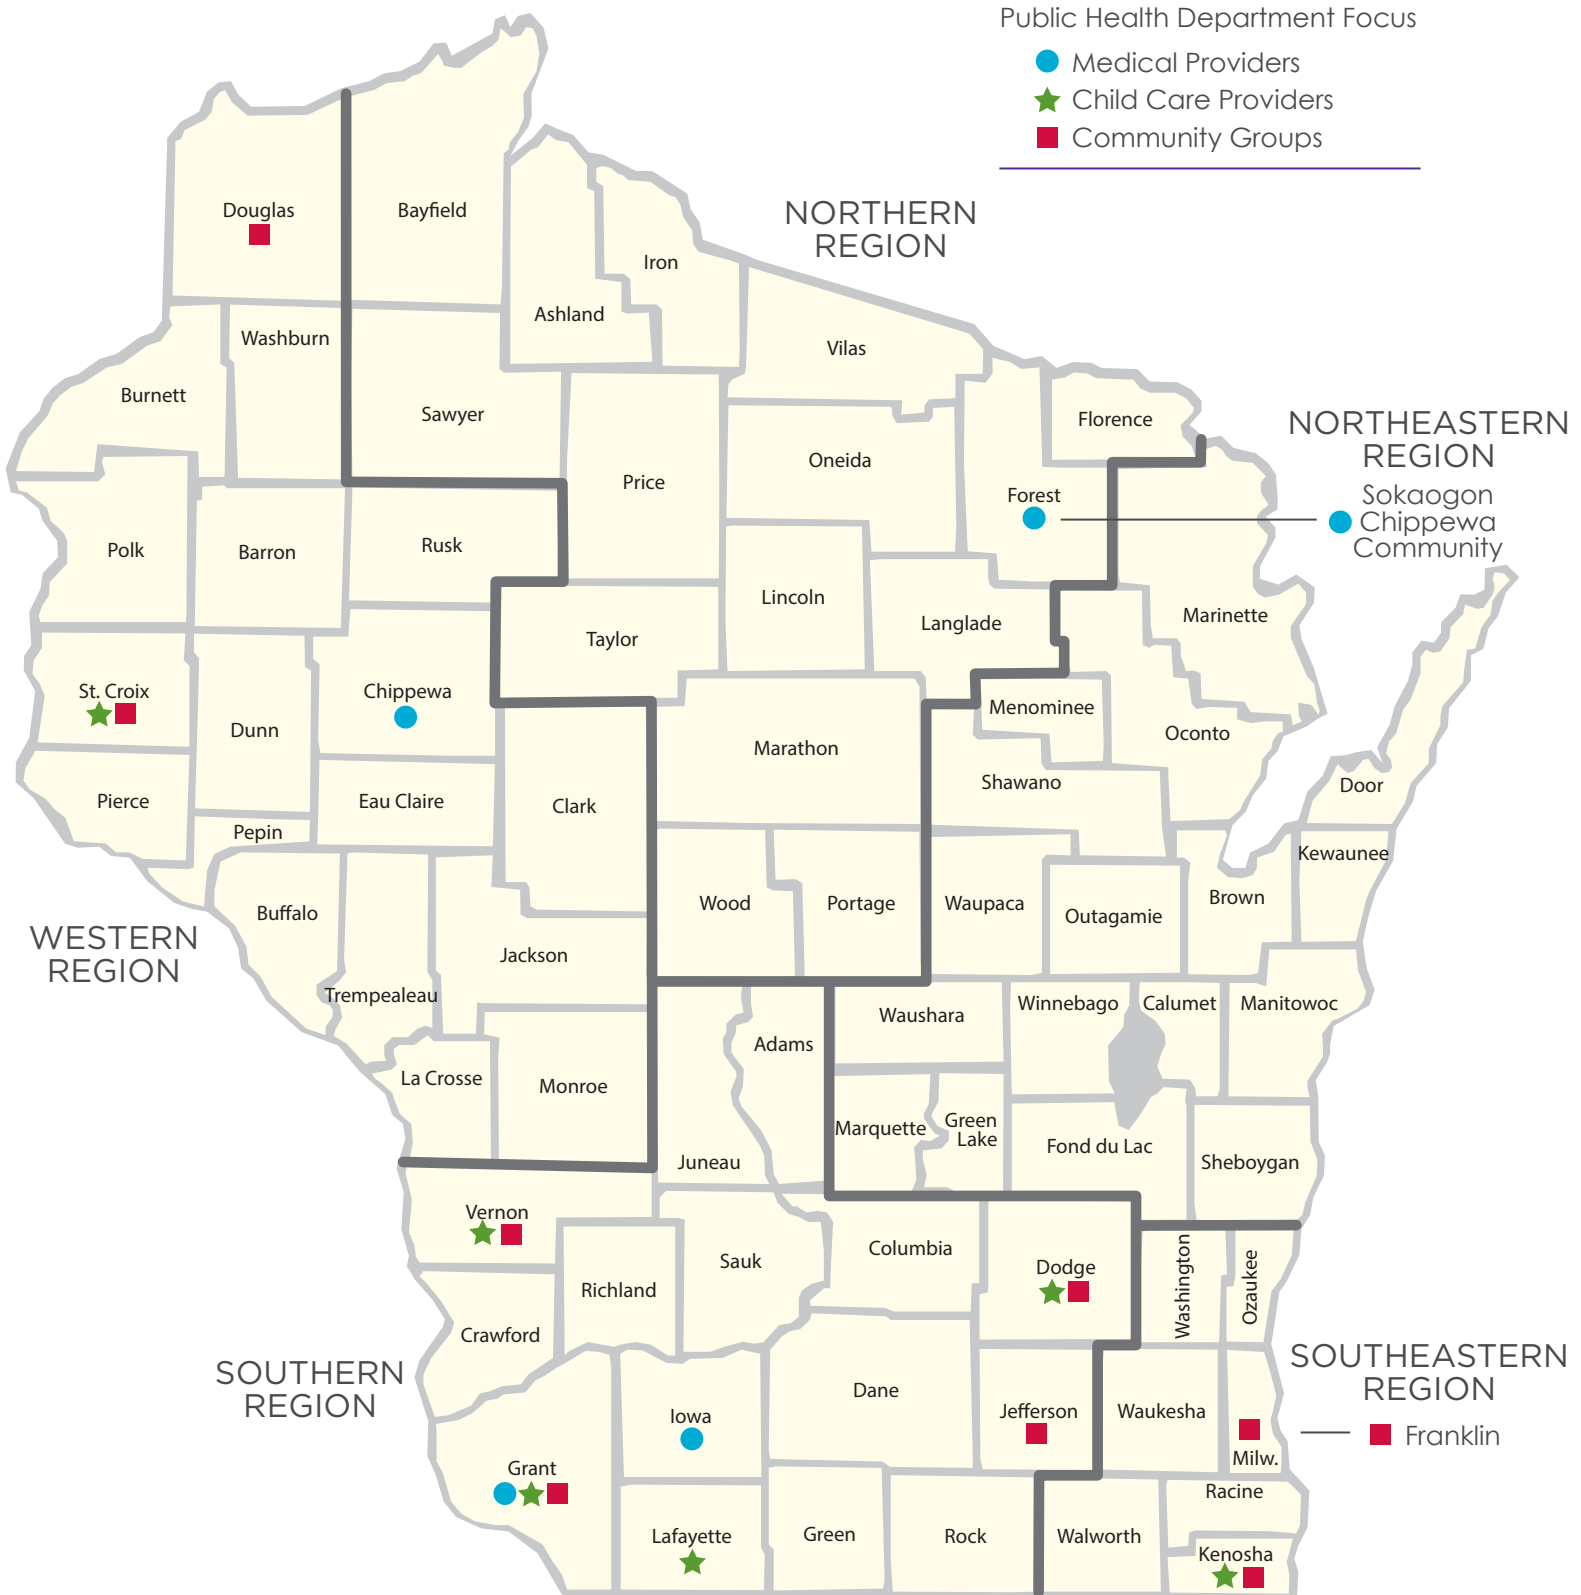 Public Health Department Focus
Medical Providers
Child Care Providers
Community Groups
NORTHERN
REGION
Douglas
Bayfield
Iron
Ashland
Washburn
Vilas
Burnett
Sawyer
Florence
NORTHEASTERN
REGION
Oneida
Price
Forest
Sokaogon
Chippewa
Community
Polk
Barron
Rusk
Lincoln
Langlade
Marinette
Taylor
St. Croix
Chippewa
Menominee
Dunn
Marathon
Oconto
Shawano
Door
Pierce
Eau Claire
Clark
Pepin
Kewaunee
Wood
Portage
Waupaca
Outagamie
Brown
Buffalo
WESTERN
REGION
Jackson
Trempealeau
Waushara
Winnebago
Calumet
Manitowoc
Adams
La Crosse
Monroe
Marquette
Green
Lake
Fond du Lac
Juneau
Sheboygan
Vernon
Sauk
Columbia
Dodge
Washington
Ozaukee
Richland
Crawford
SOUTHERN
REGION
SOUTHEASTERN
REGION
Dane
Iowa
Jefferson
Waukesha
Franklin
Milw.
Grant
Racine
Lafayette
Green
Rock
Walworth
Kenosha